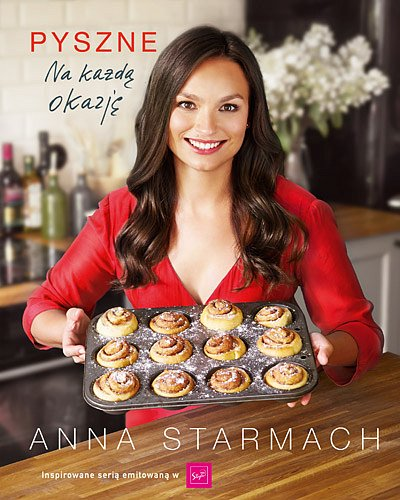 PYSZNE
Na każdą
okazję
ANNA STARMACH
Inspirowane serią emitowaną w